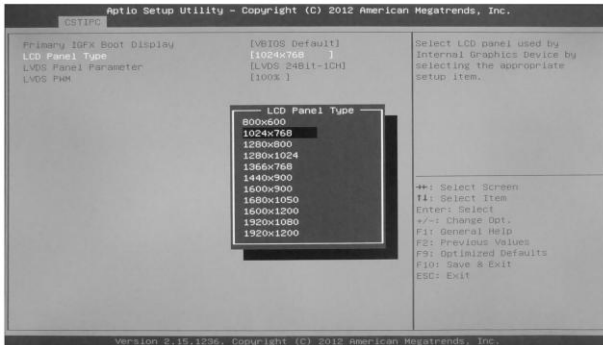 Aptio Setup Utility – Copyright (C) 2012 American Megatrends, Inc.
CSTIPC
Primary IGFX Boot Display [VBIOS Default]
LCD Panel Type [1024x768 ]
LVDS Panel Parameter [LVDS 24Bit-1CH]
LVDS PWM [100% ]
Select LCD panel used by
Internal Graphics Device by
selecting the appropriate
setup item.
LCD Panel Type
800x600
1024x768
1280x800
1280x1024
1366x768
1440x900
1600x900
1680x1050
1600x1200
1920x1080
1920x1200
→←: Select Screen
↑↓: Select Item
Enter: Select
+/-: Change Opt.
F1: General Help
F2: Previous Values
F9: Optimized Defaults
F10: Save & Exit
ESC: Exit
Version 2.15.1236. Copyright (C) 2012 American Megatrends, Inc.